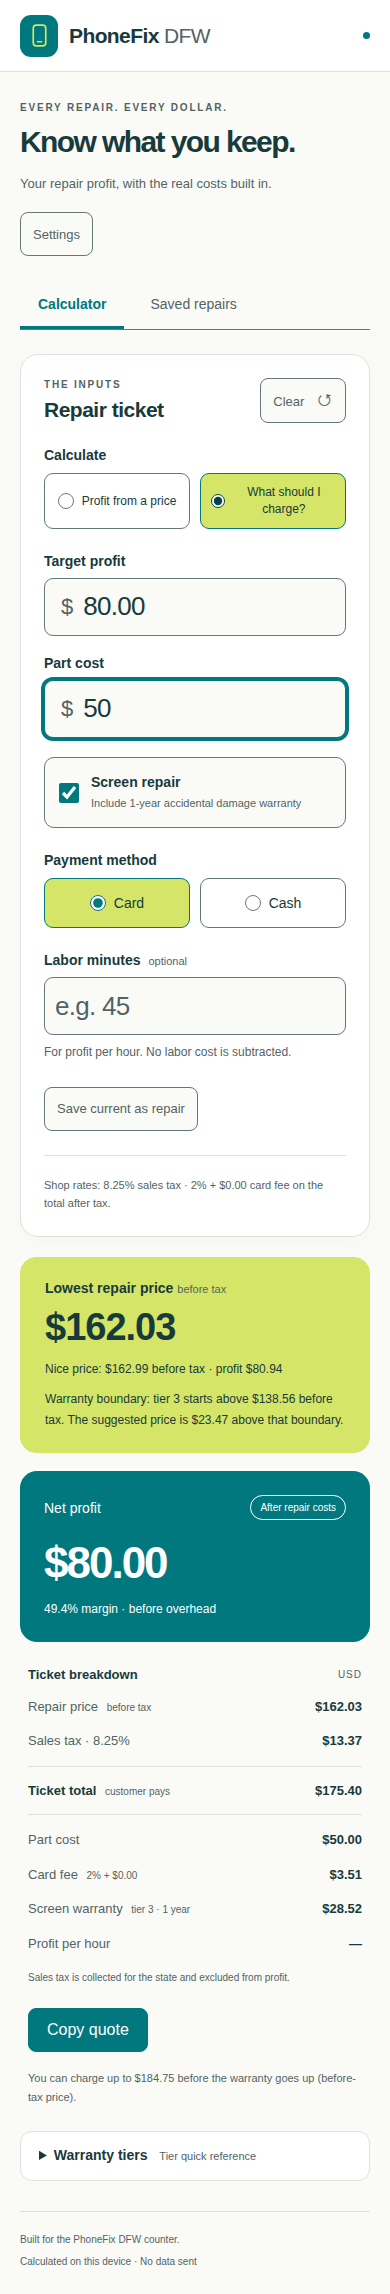 PhoneFix DFW
EVERY REPAIR. EVERY DOLLAR.
Know what you keep.
Your repair profit, with the real costs built in.
Settings
Calculator Saved repairs
THE INPUTS
Repair ticket
Clear
Calculate
Profit from a price
What should I
charge?
Target profit
$ 80.00
Part cost
$ 50
Screen repair
Include 1-year accidental damage warranty
Payment method
Card Cash
Labor minutes optional
e.g. 45
For profit per hour. No labor cost is subtracted.
Save current as repair
Shop rates: 8.25% sales tax · 2% + $0.00 card fee on the
total after tax.
Lowest repair price before tax
$162.03
Nice price: $162.99 before tax · profit $80.94
Warranty boundary: tier 3 starts above $138.56 before
tax. The suggested price is $23.47 above that boundary.
Net profit After repair costs
$80.00
49.4% margin · before overhead
Ticket breakdown USD
Repair price before tax $162.03
Sales tax · 8.25% $13.37
Ticket total customer pays $175.40
Part cost $50.00
Card fee 2% + $0.00 $3.51
Screen warranty tier 3 · 1 year $28.52
Profit per hour —
Sales tax is collected for the state and excluded from profit.
Copy quote
You can charge up to $184.75 before the warranty goes up (before-
tax price).
Warranty tiers Tier quick reference
Built for the PhoneFix DFW counter.
Calculated on this device · No data sent